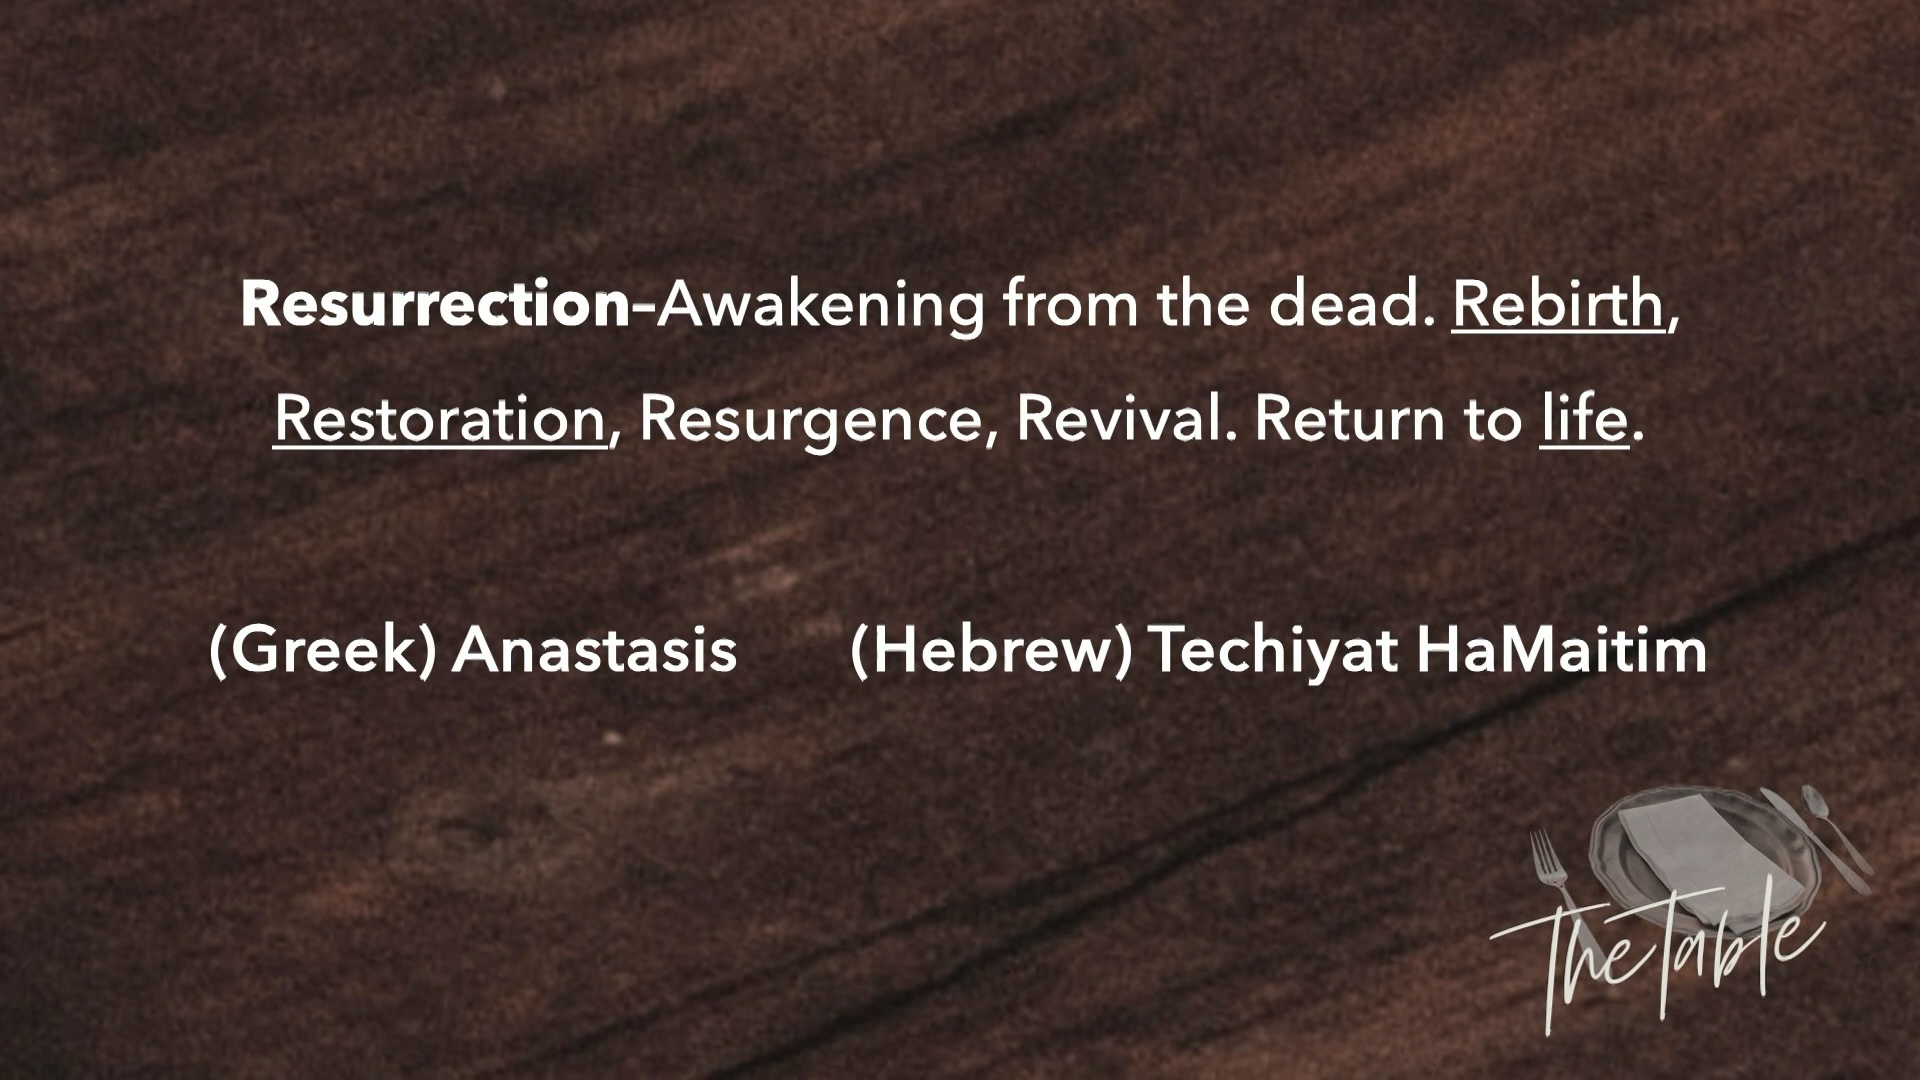 Resurrection–Awakening from the dead. Rebirth,
Restoration, Resurgence, Revival. Return to life.
(Greek) Anastasis (Hebrew) Techiyat HaMaitim
The Table